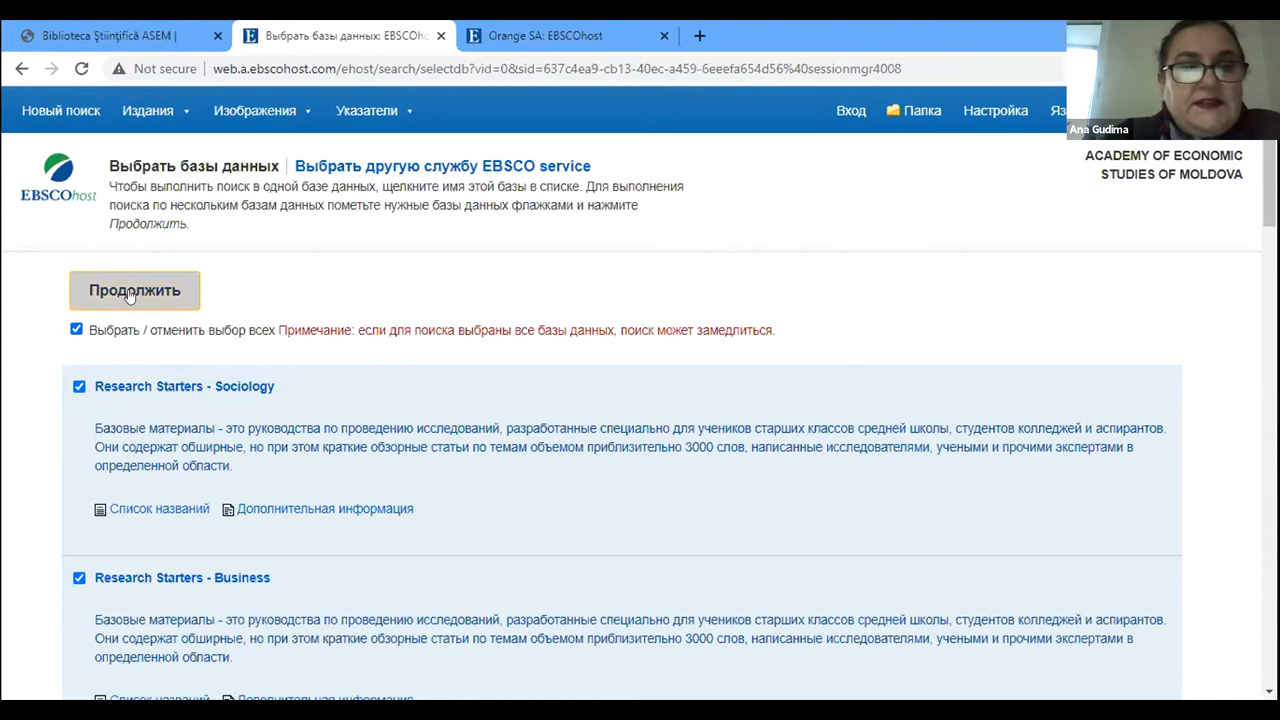 Biblioteca Ştiinţifică ASEM |
Выбрать базы данных: EBSCOho
Orange SA: EBSCOhost
Not secure
web.a.ebscohost.com/ehost/search/selectdb?vid=0&sid=637c4ea9-cb13-40ec-a459-6eeefa654d56%40sessionmgr4008
Новый поиск Издания Изображения Указатели Вход Папка Настройка Яз
Ana Gudima
EBSCOhost
Выбрать базы данных Выбрать другую службу EBSCO service
Чтобы выполнить поиск в одной базе данных, щелкните имя этой базы в списке. Для выполнения
поиска по нескольким базам данных пометьте нужные базы данных флажками и нажмите
Продолжить.
ACADEMY OF ECONOMIC
STUDIES OF MOLDOVA
Продолжить
Выбрать / отменить выбор всех Примечание: если для поиска выбраны все базы данных, поиск может замедлиться.
Research Starters - Sociology
Базовые материалы - это руководства по проведению исследований, разработанные специально для учеников старших классов средней школы, студентов колледжей и аспирантов.
Они содержат обширные, но при этом краткие обзорные статьи по темам объемом приблизительно 3000 слов, написанные исследователями, учеными и прочими экспертами в
определенной области.
Список названий Дополнительная информация
Research Starters - Business
Базовые материалы - это руководства по проведению исследований, разработанные специально для учеников старших классов средней школы, студентов колледжей и аспирантов.
Они содержат обширные, но при этом краткие обзорные статьи по темам объемом приблизительно 3000 слов, написанные исследователями, учеными и прочими экспертами в
определенной области.
Список названий Дополнительная информация